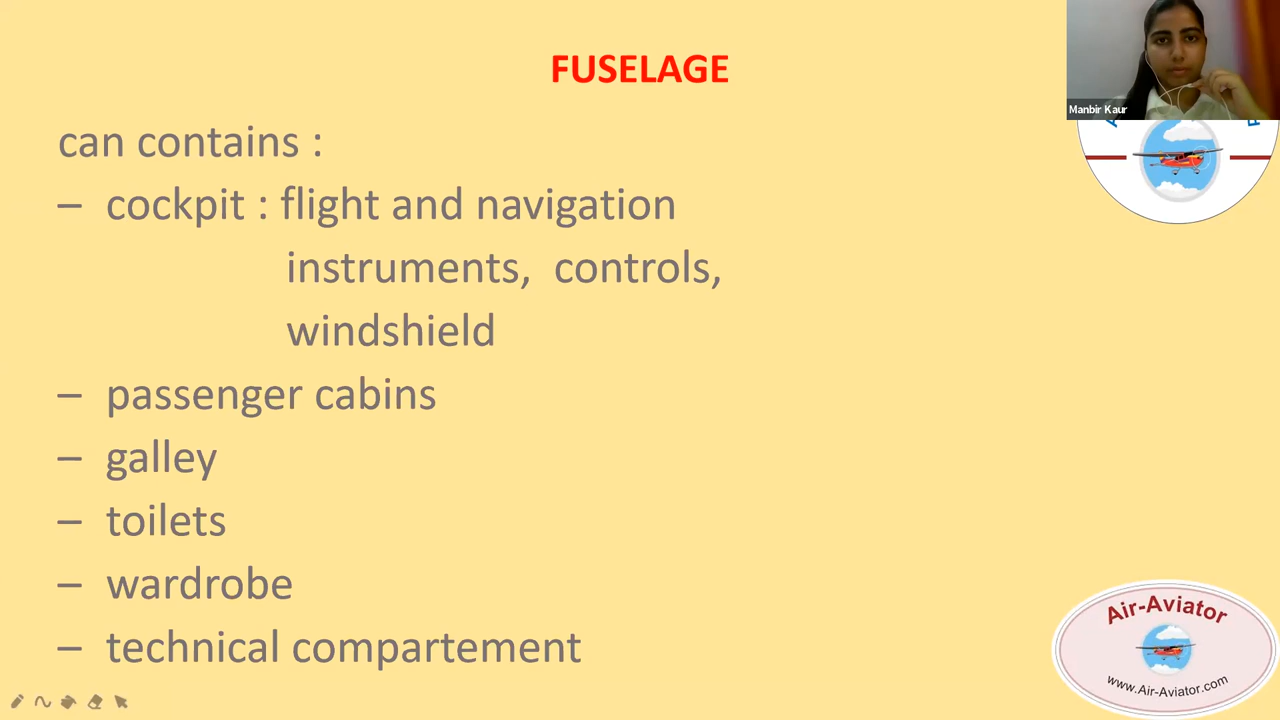 FUSELAGE
Manbir Kaur
can contains :
– cockpit : flight and navigation
instruments, controls,
windshield
– passenger cabins
– galley
– toilets
– wardrobe
– technical compartement
Air-Aviator
www.Air-Aviator.com